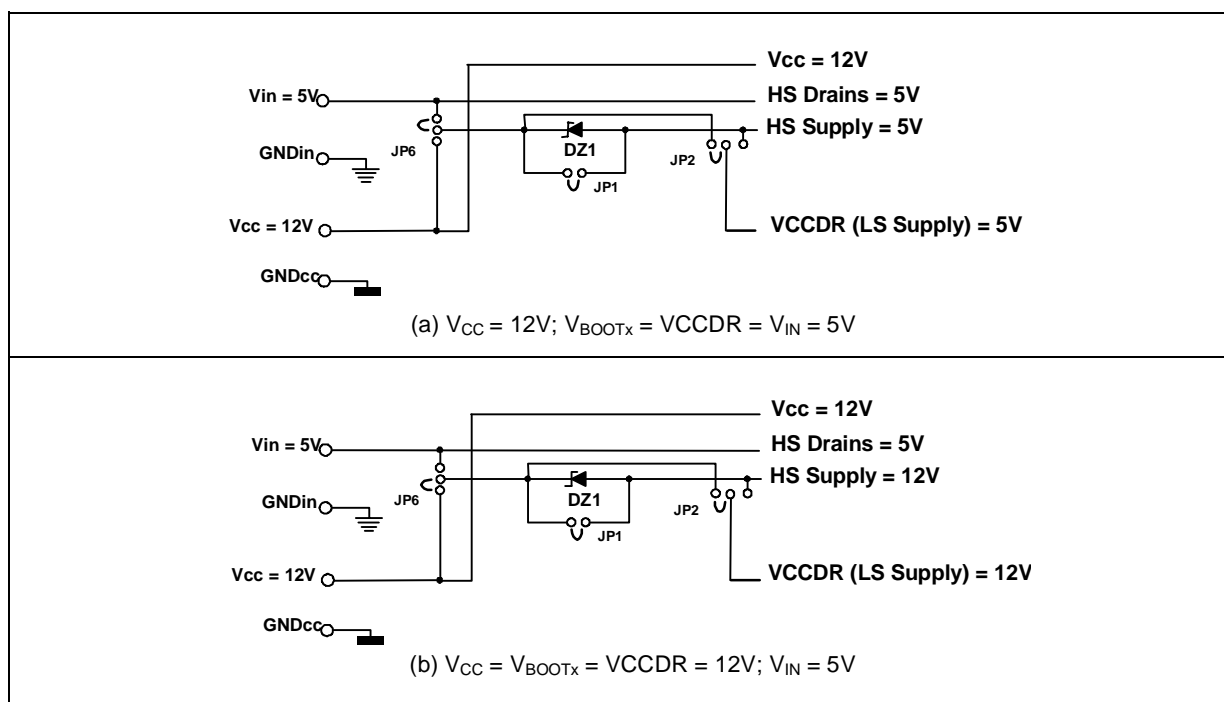 Vcc = 12V
Vin = 5V
HS Drains = 5V
HS Supply = 5V
DZ1
JP6
JP2
GNDin
JP1
Vcc = 12V
VCCDR (LS Supply) = 5V
GNDcc
(a) VCC = 12V; VBOOTx = VCCDR = VIN = 5V
Vcc = 12V
Vin = 5V
HS Drains = 5V
HS Supply = 12V
DZ1
JP6
JP2
GNDin
JP1
Vcc = 12V
VCCDR (LS Supply) = 12V
GNDcc
(b) VCC = VBOOTx = VCCDR = 12V; VIN = 5V